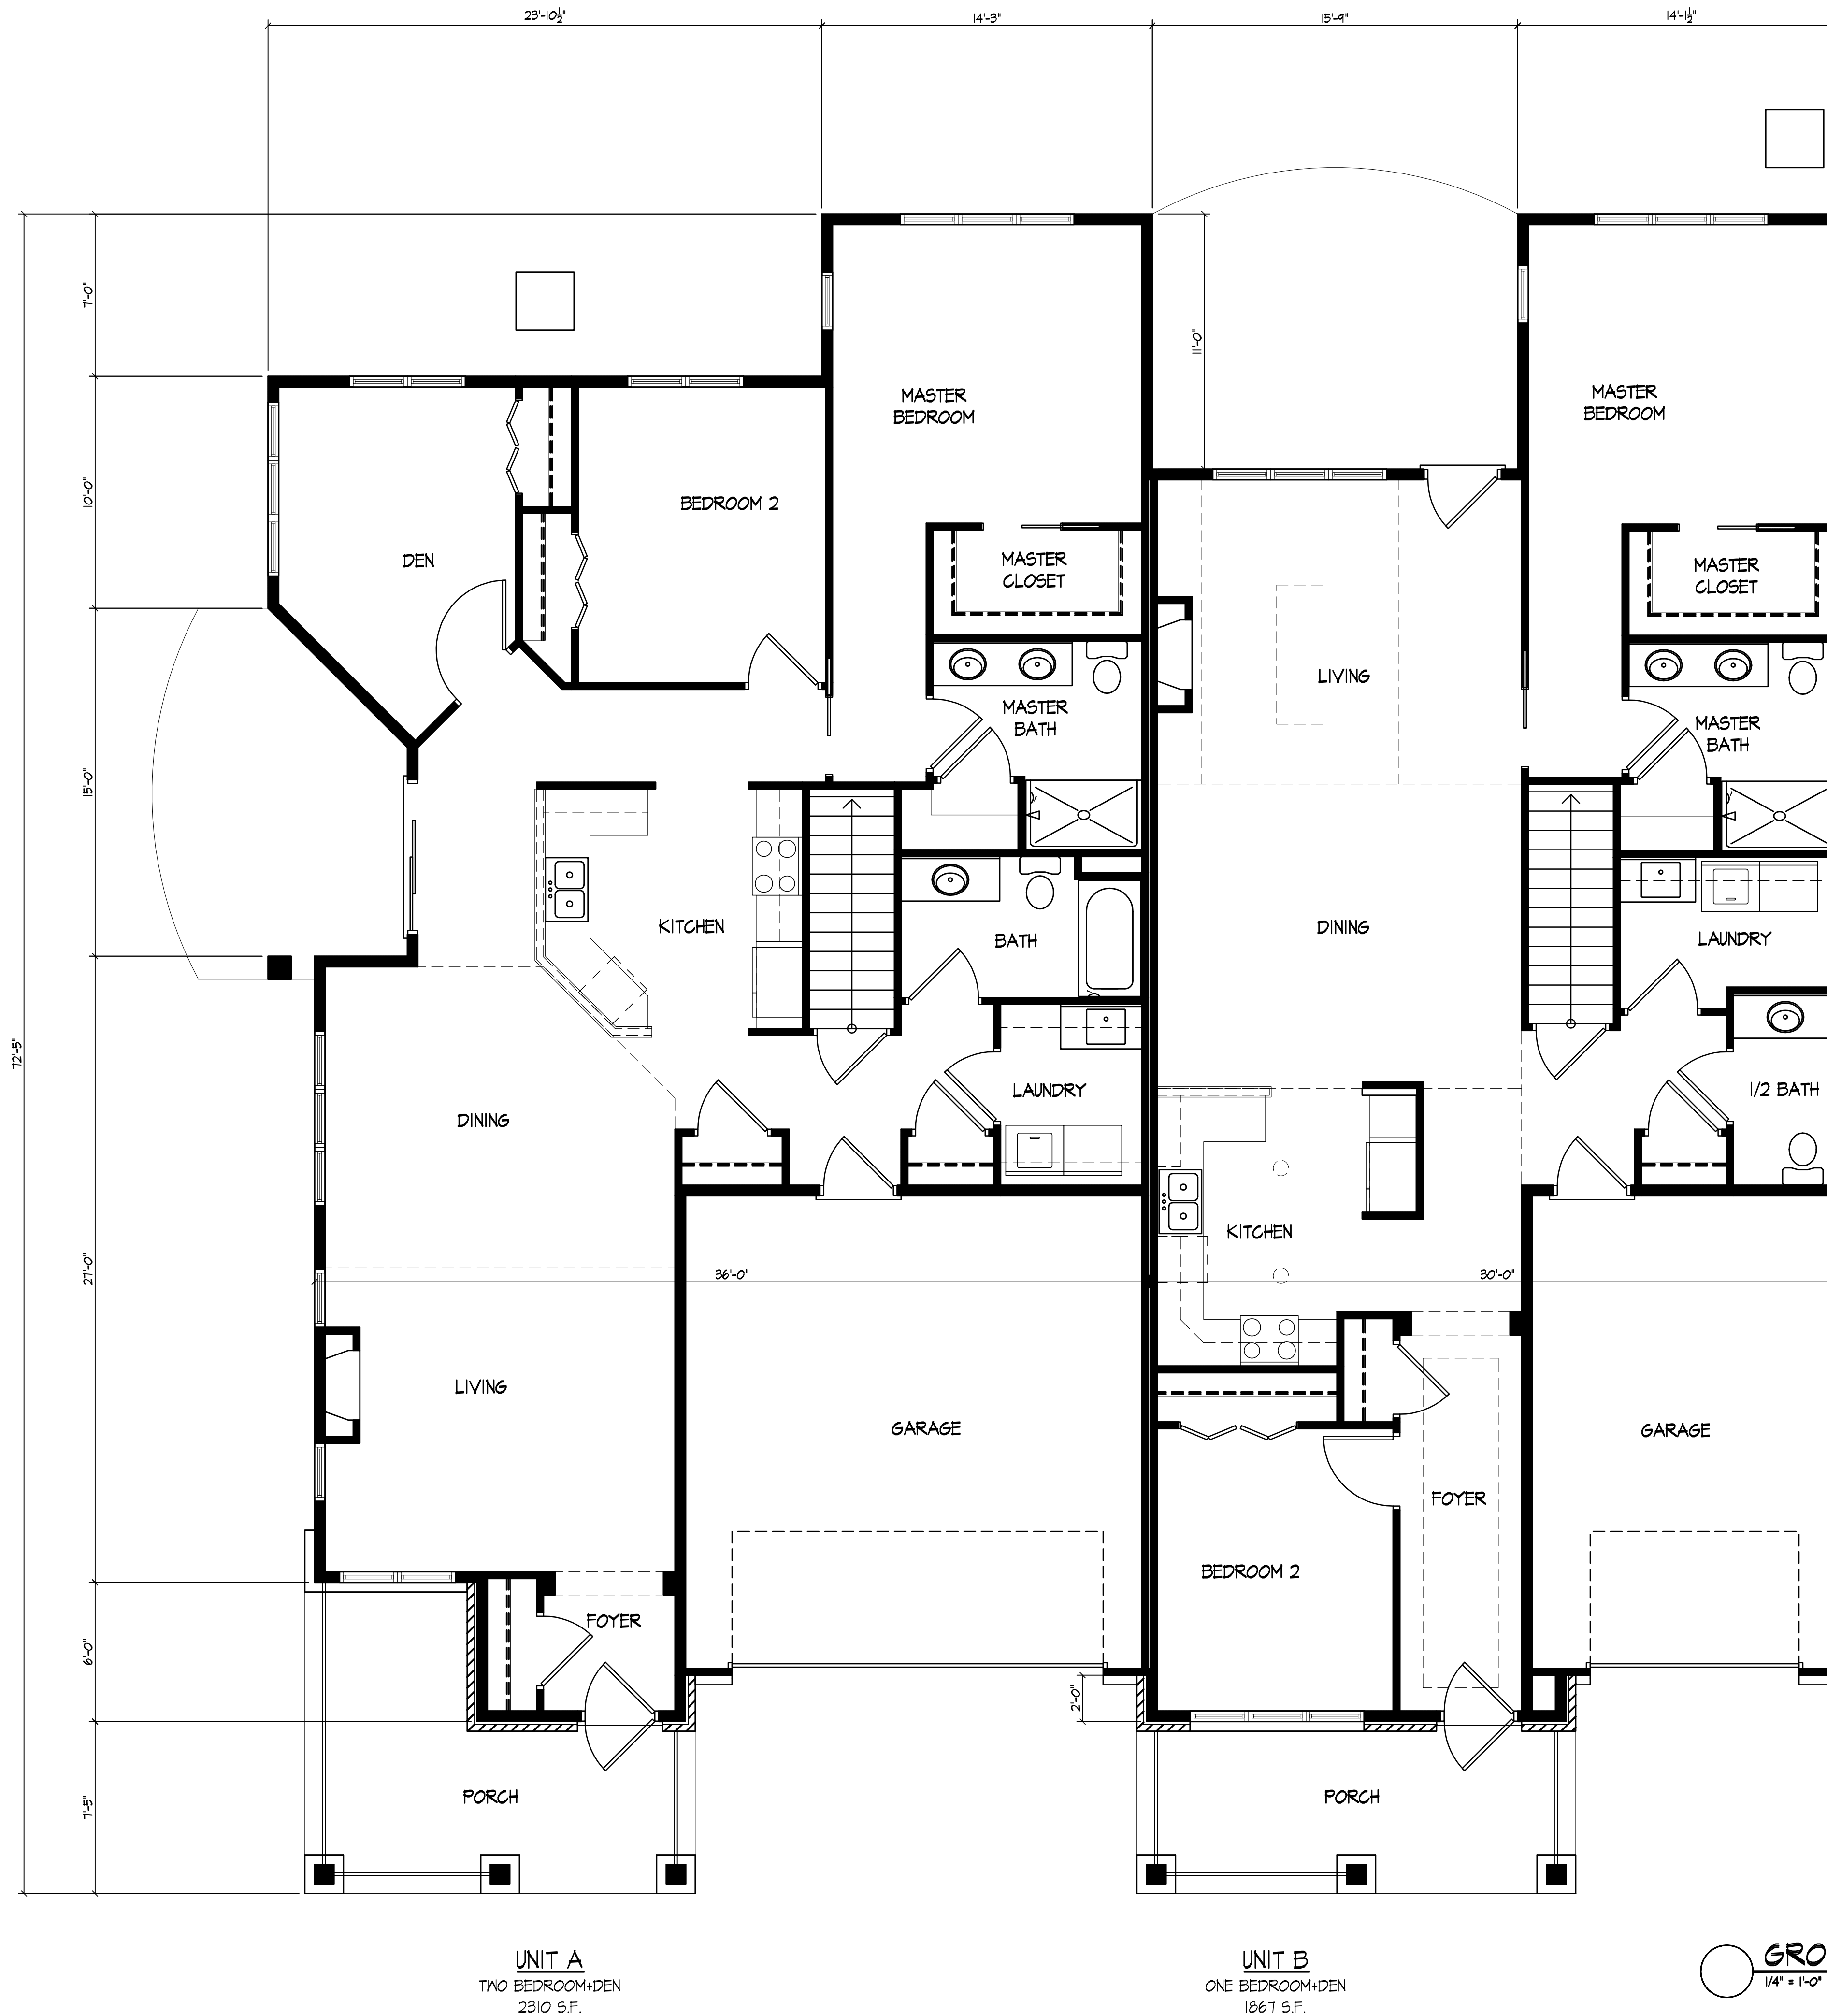 23'-10½"
14'-3"
15'-9"
14'-1½"
7'-0"
11'-0"
MASTER
BEDROOM
MASTER
BEDROOM
10'-0"
BEDROOM 2
DEN
MASTER
CLOSET
MASTER
CLOSET
LIVING
MASTER
BATH
MASTER
BATH
15'-0"
KITCHEN
BATH
DINING
LAUNDRY
72'-5"
DINING
LAUNDRY
1/2 BATH
KITCHEN
27'-0"
36'-0"
30'-0"
LIVING
GARAGE
GARAGE
FOYER
BEDROOM 2
FOYER
6'-0"
2'-0"
PORCH
PORCH
7'-5"
UNIT A
TWO BEDROOM+DEN
2310 S.F.
UNIT B
ONE BEDROOM+DEN
1867 S.F.
GRO
1/4" = 1'-0"